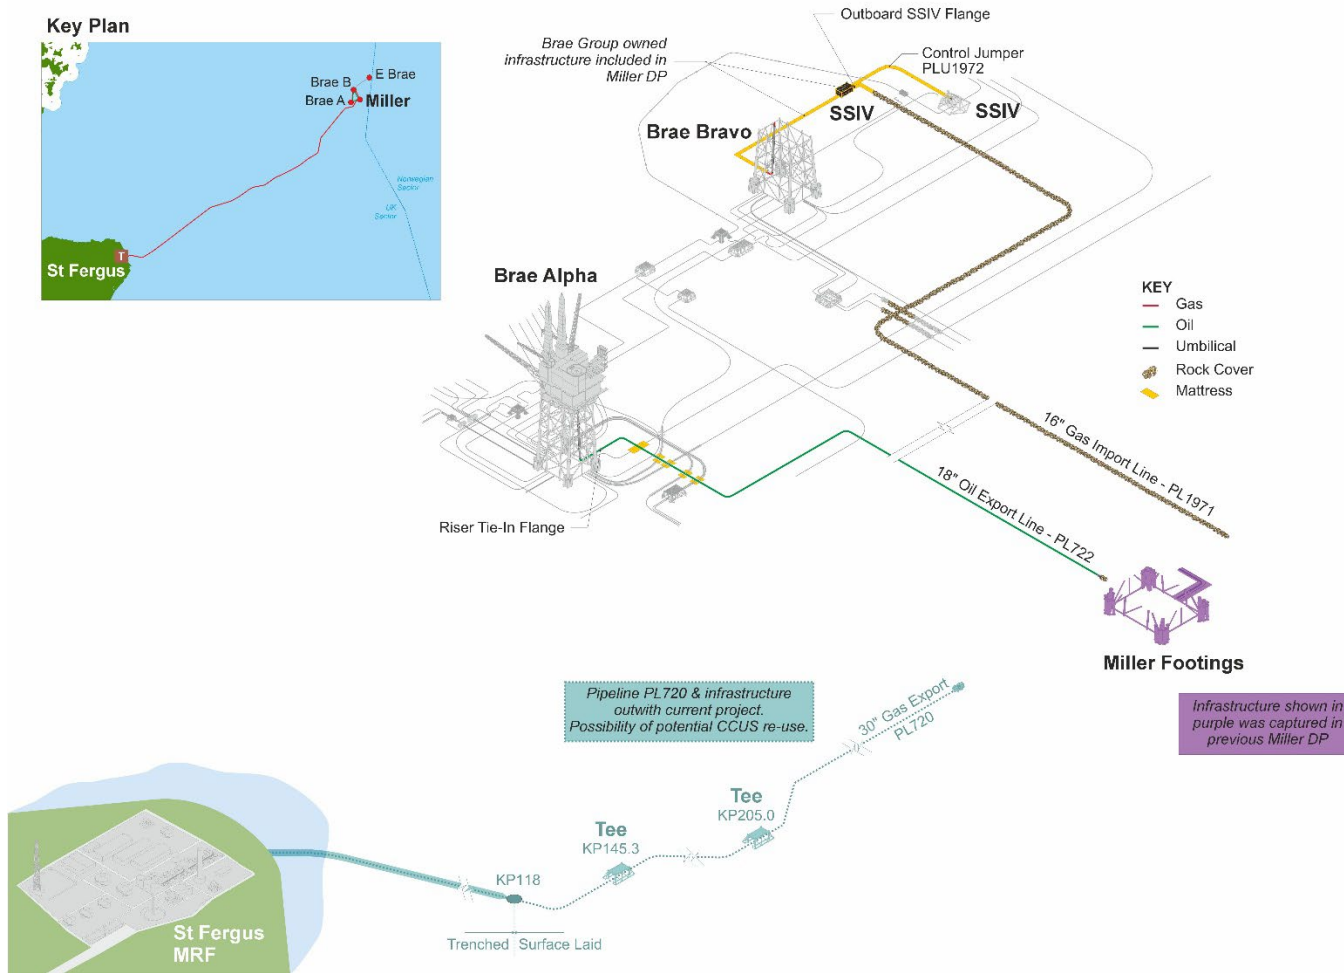 Key Plan
Brae B
E Brae
Brae A
Miller
Norwegian
Sector
UK
Sector
T
St Fergus
Outboard SSIV Flange
Brae Group owned
infrastructure included in
Miller DP
Control Jumper
PLU1972
SSIV
SSIV
Brae Bravo
Brae Alpha
KEY
Gas
Oil
Umbilical
Rock Cover
Mattress
16" Gas Import Line - PL1971
18" Oil Export Line - PL722
Riser Tie-In Flange
Miller Footings
Pipeline PL720 & infrastructure
outwith current project.
Possibility of potential CCUS re-use.
30" Gas Export
PL720
Infrastructure shown in
purple was captured in
previous Miller DP
Tee
KP205.0
Tee
KP145.3
KP118
Trenched
Surface Laid
St Fergus
MRF